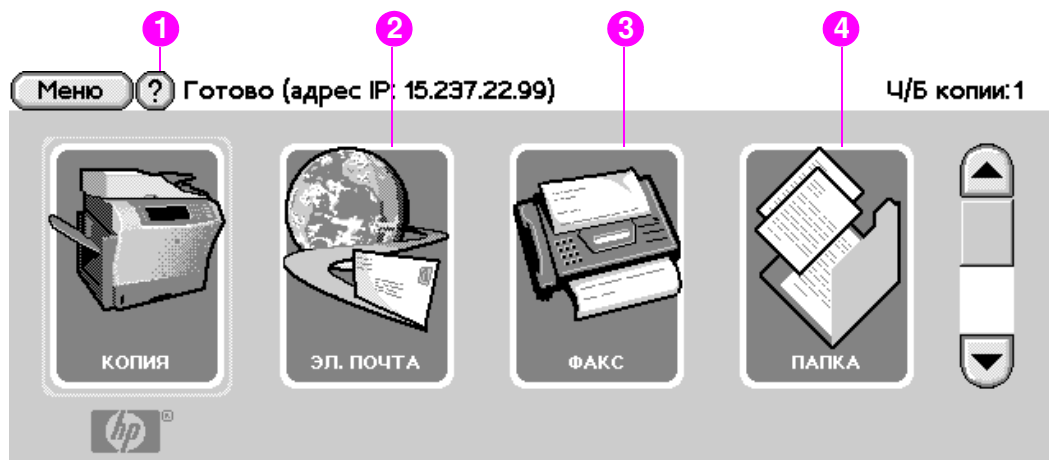 1 2 3 4
Меню ? Готово (адрес IP: 15.237.22.99) Ч/Б копии:1
КОПИЯ ЭЛ. ПОЧТА ФАКС ПАПКА
hp ®